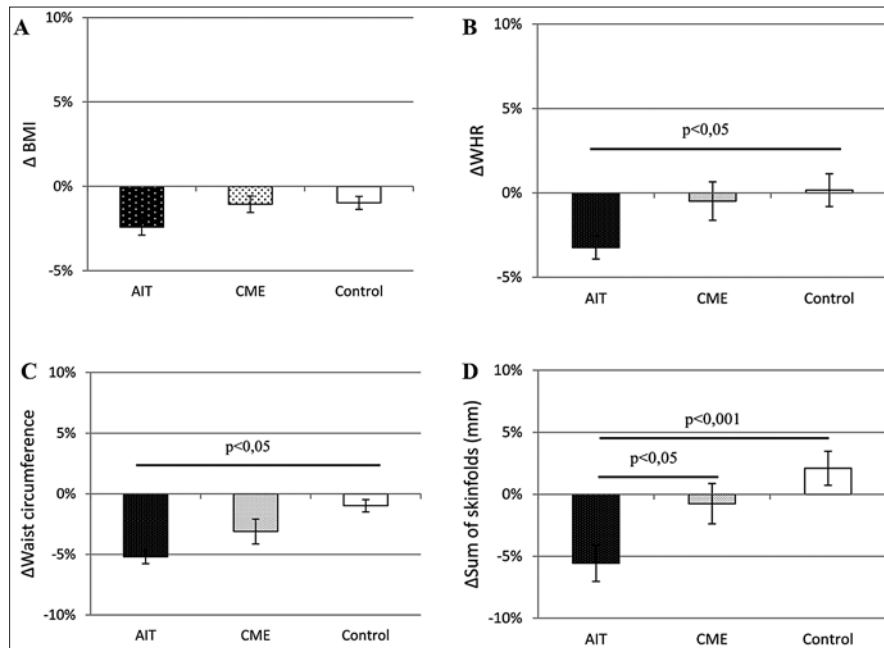 A
10%
5%
0%
-5%
Δ BMI
AIT CME Control
B
10%
5%
0%
-5%
ΔWHR
p<0,05
AIT CME Control
C
10%
5%
0%
-5%
-10%
ΔWaist circumference
p<0,05
AIT CME Control
D
10%
5%
0%
-5%
-10%
ΔSum of skinfolds (mm)
p<0,001
p<0,05
AIT CME Control